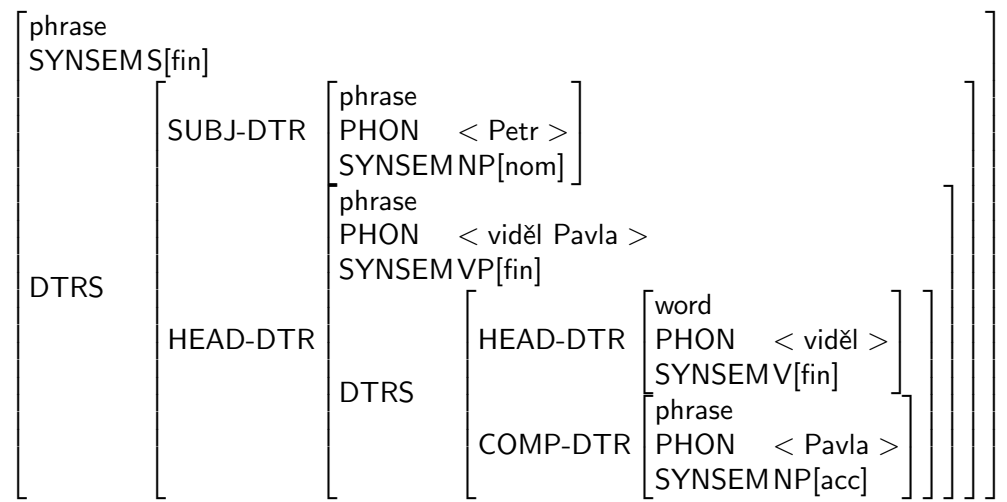 phrase
SYNSEM S[fin]
SUBJ-DTR
phrase
PHON < Petr >
SYNSEM NP[nom]
DTRS
HEAD-DTR
phrase
PHON < viděl Pavla >
SYNSEM VP[fin]
DTRS
HEAD-DTR
word
PHON < viděl >
SYNSEM V[fin]
COMP-DTR
phrase
PHON < Pavla >
SYNSEM NP[acc]